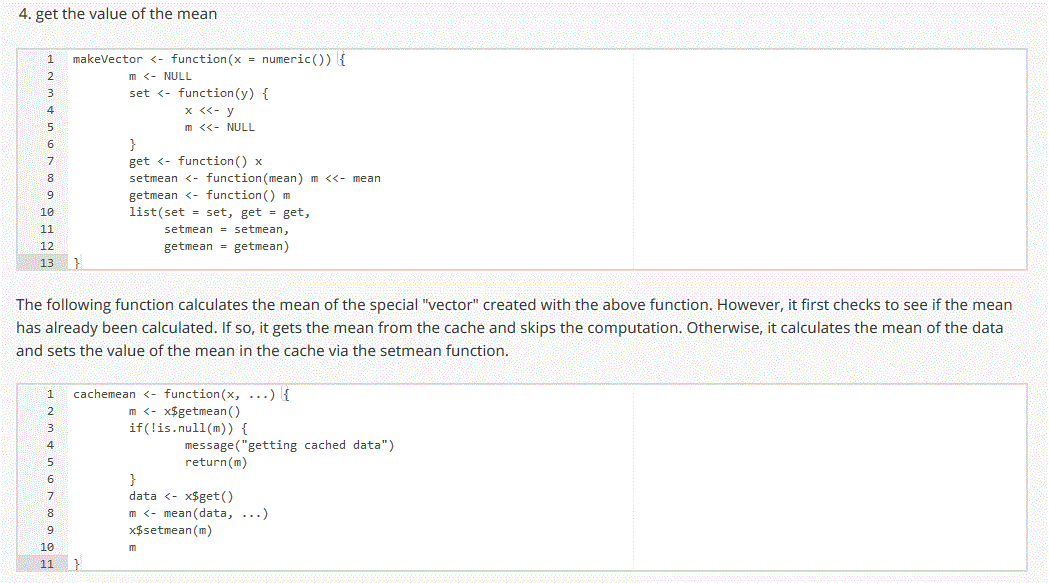 4. get the value of the mean
1 makeVector <- function(x = numeric()) {
2         m <- NULL
3         set <- function(y) {
4                 x <<- y
5                 m <<- NULL
6         }
7         get <- function() x
8         setmean <- function(mean) m <<- mean
9         getmean <- function() m
10         list(set = set, get = get,
11              setmean = setmean,
12              getmean = getmean)
13 }
The following function calculates the mean of the special "vector" created with the above function. However, it first checks to see if the mean
has already been calculated. If so, it gets the mean from the cache and skips the computation. Otherwise, it calculates the mean of the data
and sets the value of the mean in the cache via the setmean function.
1 cachemean <- function(x, ...) {
2         m <- x$getmean()
3         if(!is.null(m)) {
4                 message("getting cached data")
5                 return(m)
6         }
7         data <- x$get()
8         m <- mean(data, ...)
9         x$setmean(m)
10         m
11 }